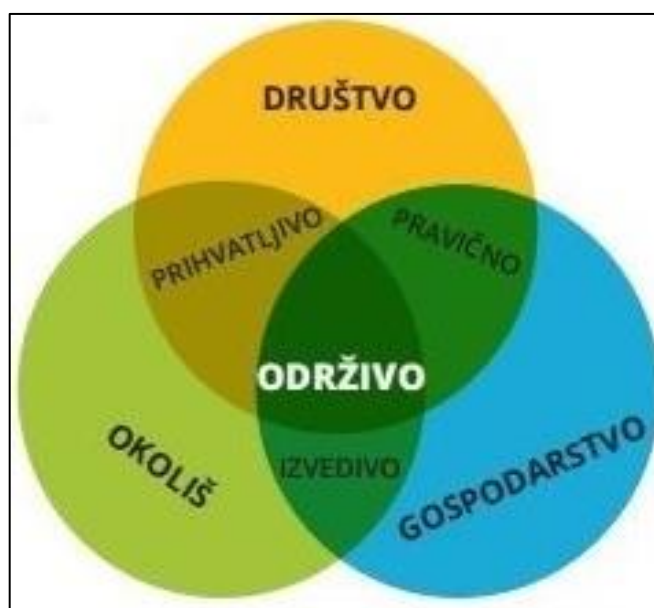 DRUŠTVO
PRIHVATLJIVO
PRAVIČNO
ODRŽIVO
OKOLIŠ
IZVEDIVO
GOSPODARSTVO